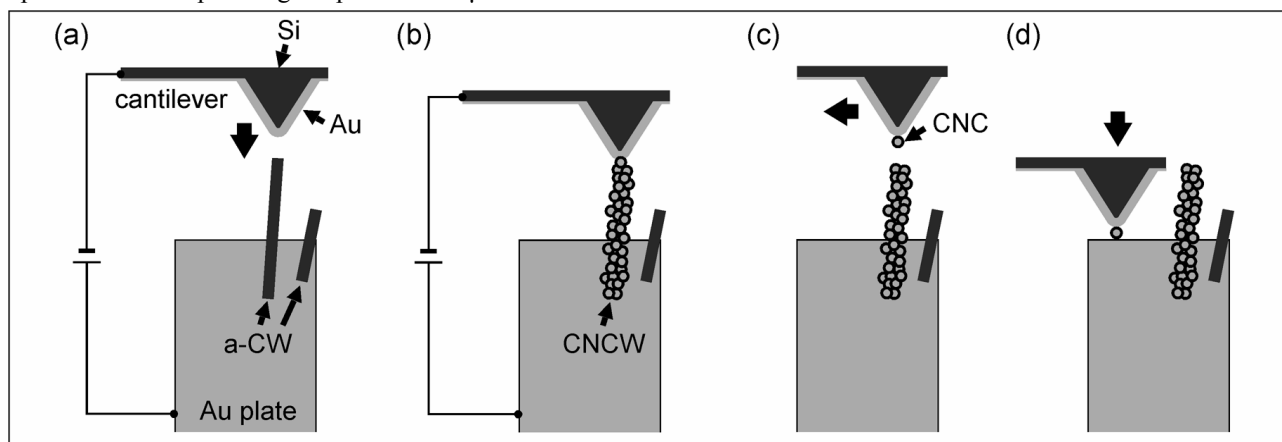 (a)
Si
cantilever
Au
a-CW
Au plate
(b)
CNCW
(c)
CNC
(d)